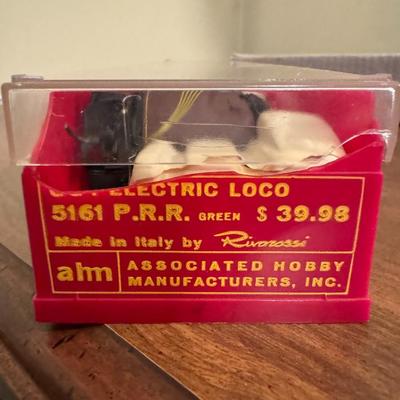 ELECTRIC LOCO
5161 P.R.R. GREEN $ 39.98
Made in Italy by Rivarossi
ahm ASSOCIATED HOBBY
MANUFACTURERS, INC.